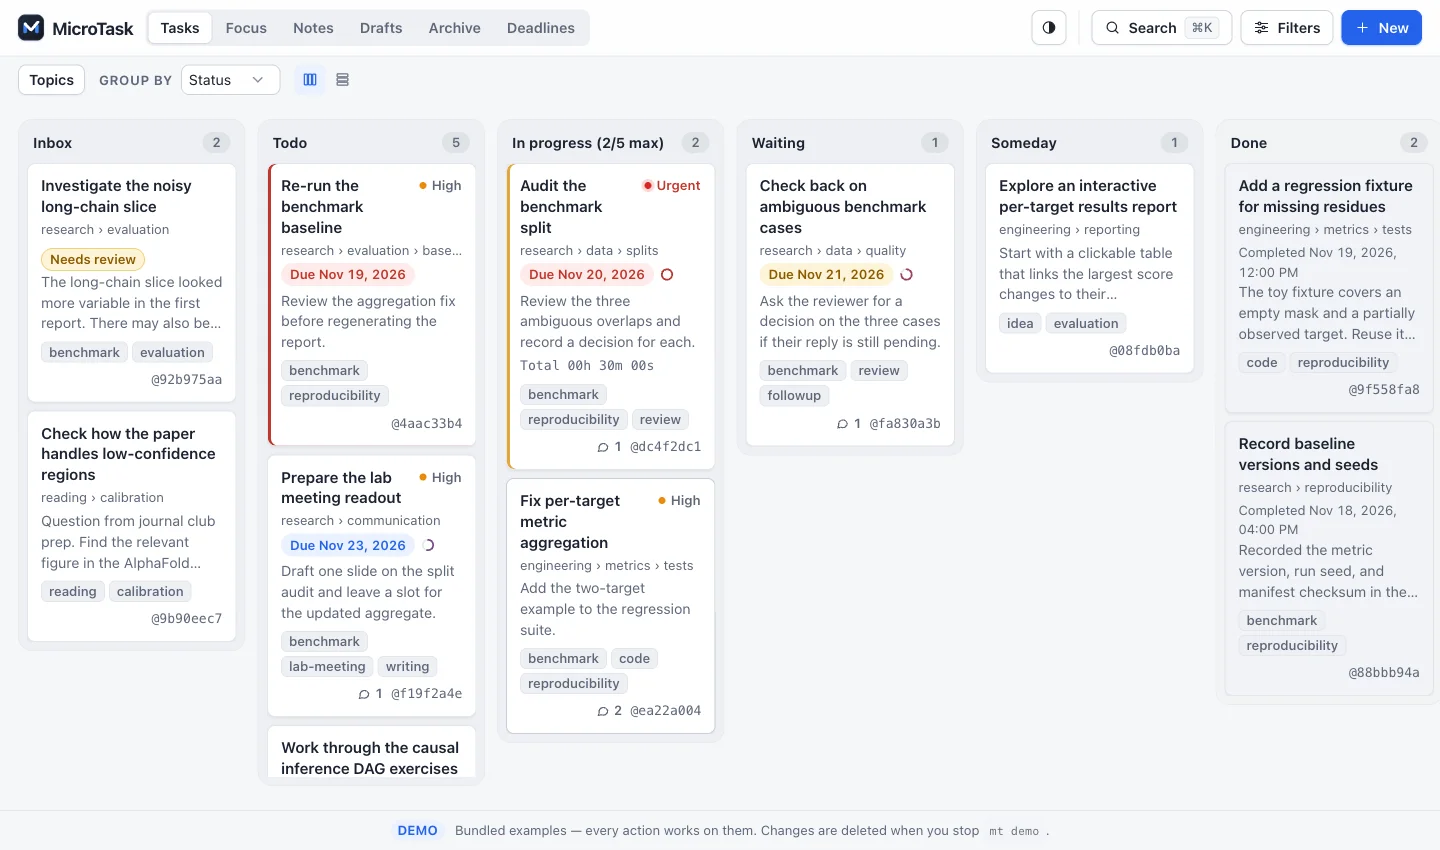 MicroTask
Tasks
Focus
Notes
Drafts
Archive
Deadlines
Search ⌘K
Filters
+ New
Topics
GROUP BY
Status
Inbox 2
Investigate the noisy
long-chain slice
research › evaluation
Needs review
The long-chain slice looked
more variable in the first
report. There may also be...
benchmark evaluation
@92b975aa
Check how the paper
handles low-confidence
regions
reading › calibration
Question from journal club
prep. Find the relevant
figure in the AlphaFold...
reading calibration
@9b90eec7
Todo 5
Re-run the High
benchmark
baseline
research › evaluation › base...
Due Nov 19, 2026
Review the aggregation fix
before regenerating the
report.
benchmark
reproducibility
@4aac33b4
Prepare the lab High
meeting readout
research › communication
Due Nov 23, 2026
Draft one slide on the split
audit and leave a slot for
the updated aggregate.
benchmark
lab-meeting writing
1 @f19f2a4e
Work through the causal
inference DAG exercises
In progress (2/5 max) 2
Audit the Urgent
benchmark
split
research › data › splits
Due Nov 20, 2026
Review the three
ambiguous overlaps and
record a decision for each.
Total 00h 30m 00s
benchmark
reproducibility review
1 @dc4f2dc1
Fix per-target High
metric
aggregation
engineering › metrics › tests
Add the two-target
example to the regression
suite.
benchmark code
reproducibility
2 @ea22a004
Waiting 1
Check back on
ambiguous benchmark
cases
research › data › quality
Due Nov 21, 2026
Ask the reviewer for a
decision on the three cases
if their reply is still pending.
benchmark review
followup
1 @fa830a3b
Someday 1
Explore an interactive
per-target results report
engineering › reporting
Start with a clickable table
that links the largest score
changes to their...
idea evaluation
@08fdb0ba
Done 2
Add a regression fixture
for missing residues
engineering › metrics › tests
Completed Nov 19, 2026,
12:00 PM
The toy fixture covers an
empty mask and a partially
observed target. Reuse it...
code reproducibility
@9f558fa8
Record baseline
versions and seeds
research › reproducibility
Completed Nov 18, 2026,
04:00 PM
Recorded the metric
version, run seed, and
manifest checksum in the...
benchmark
reproducibility
@88bbb94a
DEMO Bundled examples — every action works on them. Changes are deleted when you stop mt demo .